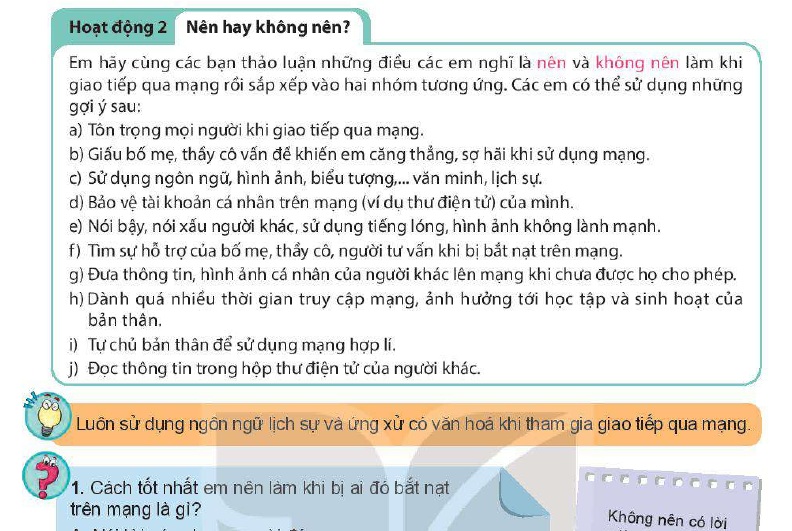 Hoạt động 2 Nên hay không nên?
Em hãy cùng các bạn thảo luận những điều các em nghĩ là nên và không nên làm khi
giao tiếp qua mạng rồi sắp xếp vào hai nhóm tương ứng. Các em có thể sử dụng những
gợi ý sau:
a) Tôn trọng mọi người khi giao tiếp qua mạng.
b) Giấu bố mẹ, thầy cô vấn đề khiến em căng thẳng, sợ hãi khi sử dụng mạng.
c) Sử dụng ngôn ngữ, hình ảnh, biểu tượng,... văn minh, lịch sự.
d) Bảo vệ tài khoản cá nhân trên mạng (ví dụ thư điện tử) của mình.
e) Nói bậy, nói xấu người khác, sử dụng tiếng lóng, hình ảnh không lành mạnh.
f) Tìm sự hỗ trợ của bố mẹ, thầy cô, người tư vấn khi bị bắt nạt trên mạng.
g) Đưa thông tin, hình ảnh cá nhân của người khác lên mạng khi chưa được họ cho phép.
h) Dành quá nhiều thời gian truy cập mạng, ảnh hưởng tới học tập và sinh hoạt của
bản thân.
i) Tự chủ bản thân để sử dụng mạng hợp lí.
j) Đọc thông tin trong hộp thư điện tử của người khác.
Luôn sử dụng ngôn ngữ lịch sự và ứng xử có văn hoá khi tham gia giao tiếp qua mạng.
1. Cách tốt nhất em nên làm khi bị ai đó bắt nạt
trên mạng là gì?
Không nên có lời